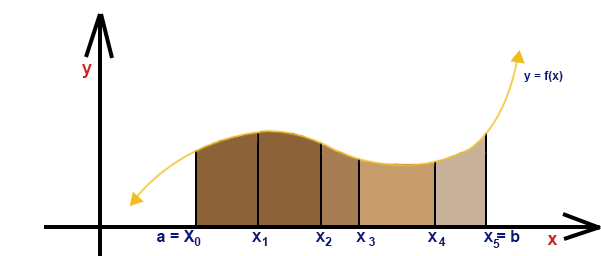 y
y = f(x)
a = X₀
x₁
x₂
x₃
x₄
x₅= b
x